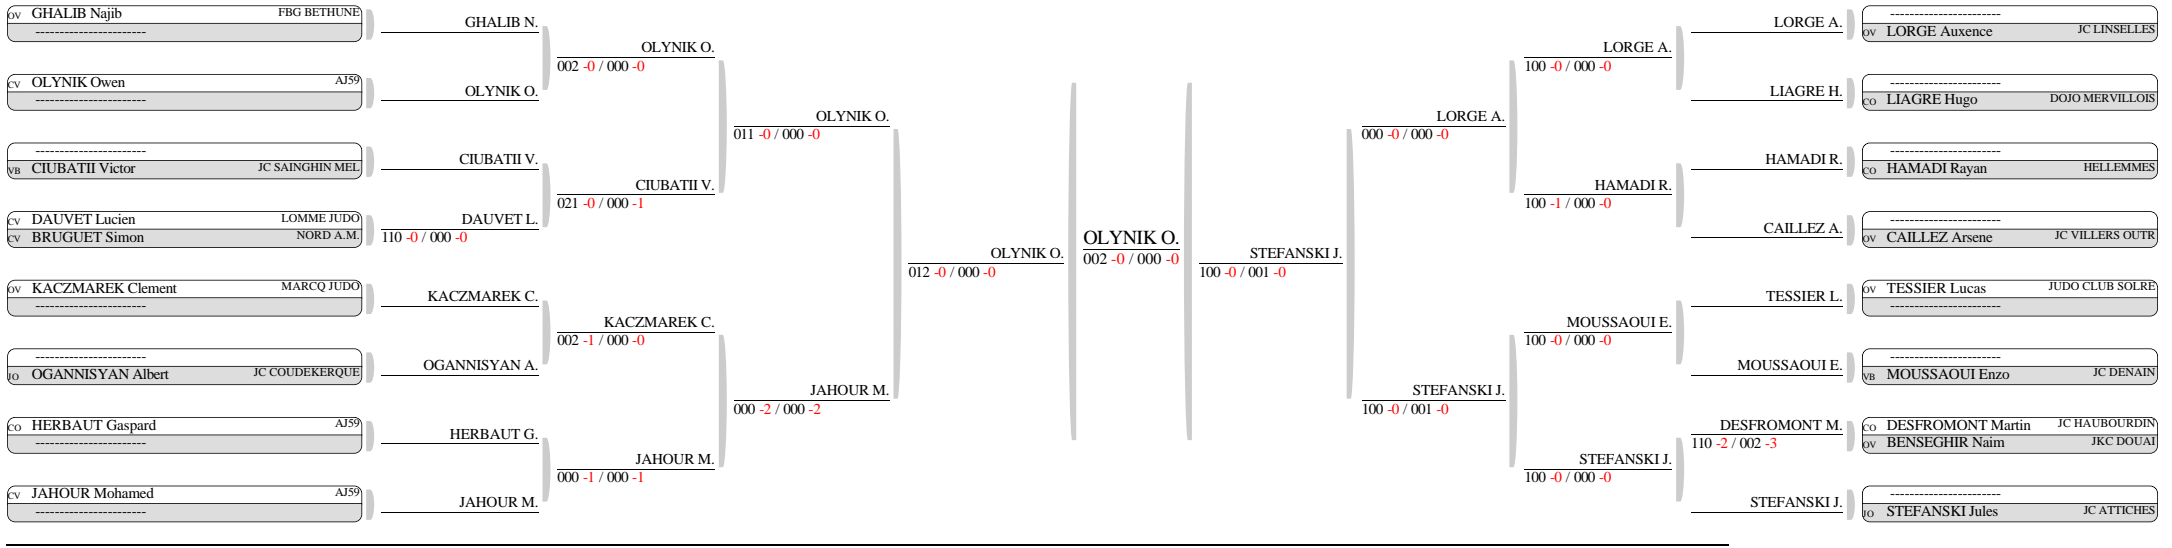 OV GHALIB Najib FBG BETHUNE
-----------------------
CV OLYNIK Owen AJ59
-----------------------
-----------------------
VB CIUBATII Victor JC SAINGHIN MEL
CV DAUVET Lucien LOMME JUDO
CV BRUGUET Simon NORD A.M.
OV KACZMAREK Clement MARCQ JUDO
-----------------------
-----------------------
JO OGANNISYAN Albert JC COUDEKERQUE
CO HERBAUT Gaspard AJ59
-----------------------
CV JAHOUR Mohamed AJ59
-----------------------
GHALIB N.
OLYNIK O.
CIUBATII V.
DAUVET L.
110 -0 / 000 -0
KACZMAREK C.
OGANNISYAN A.
HERBAUT G.
JAHOUR M.
OLYNIK O.
002 -0 / 000 -0
CIUBATII V.
021 -0 / 000 -1
KACZMAREK C.
002 -1 / 000 -0
JAHOUR M.
000 -1 / 000 -1
OLYNIK O.
011 -0 / 000 -0
JAHOUR M.
000 -2 / 000 -2
OLYNIK O.
012 -0 / 000 -0
OLYNIK O.
002 -0 / 000 -0
STEFANSKI J.
100 -0 / 001 -0
LORGE A.
000 -0 / 000 -0
STEFANSKI J.
100 -0 / 001 -0
LORGE A.
100 -0 / 000 -0
HAMADI R.
100 -1 / 000 -0
MOUSSAOUI E.
100 -0 / 000 -0
STEFANSKI J.
100 -0 / 000 -0
LORGE A.
LIAGRE H.
HAMADI R.
CAILLEZ A.
TESSIER L.
MOUSSAOUI E.
DESFROMONT M.
110 -2 / 002 -3
STEFANSKI J.
-----------------------
OV LORGE Auxence JC LINSELLES
-----------------------
CO LIAGRE Hugo DOJO MERVILLOIS
-----------------------
CO HAMADI Rayan HELLEMMES
-----------------------
OV CAILLEZ Arsene JC VILLERS OUTR
OV TESSIER Lucas JUDO CLUB SOLRE
-----------------------
-----------------------
VB MOUSSAOUI Enzo JC DENAIN
CO DESFROMONT Martin JC HAUBOURDIN
OV BENSEGHIR Naim JKC DOUAI
-----------------------
JO STEFANSKI Jules JC ATTICHES